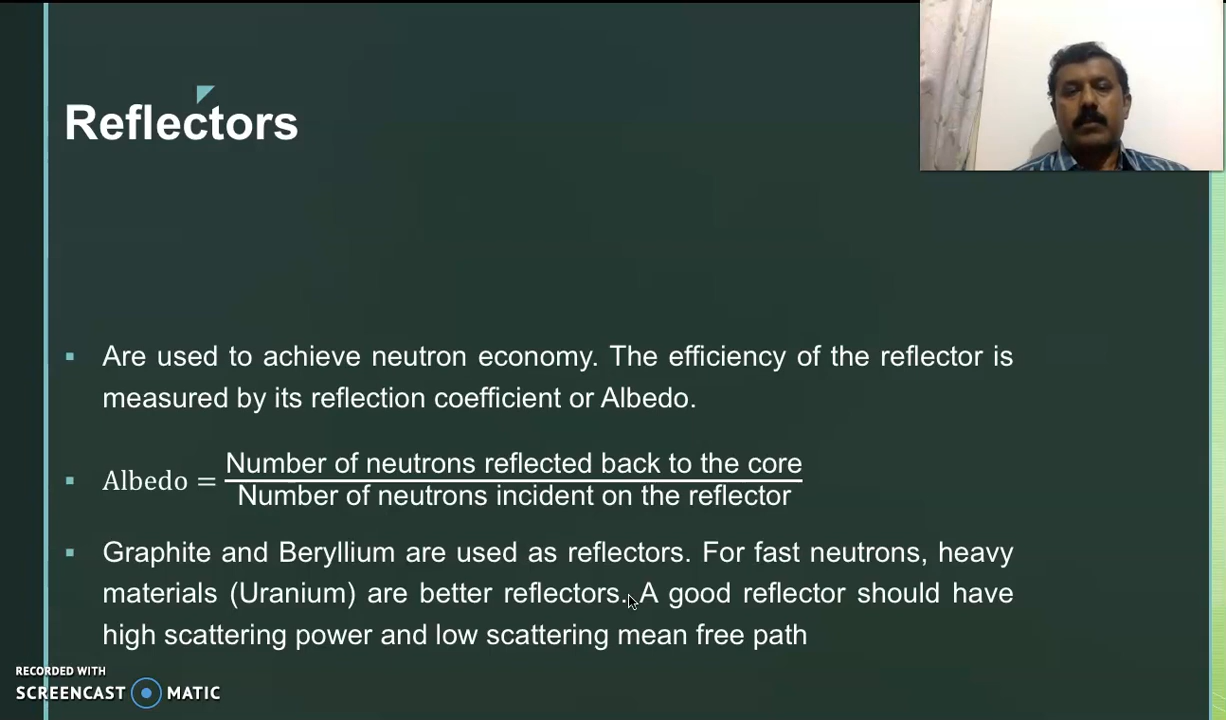 Reflectors
Are used to achieve neutron economy. The efficiency of the reflector is
measured by its reflection coefficient or Albedo.
Albedo = Number of neutrons reflected back to the core
Number of neutrons incident on the reflector
Graphite and Beryllium are used as reflectors. For fast neutrons, heavy
materials (Uranium) are better reflectors. A good reflector should have
high scattering power and low scattering mean free path
RECORDED WITH
SCREENCAST MATIC